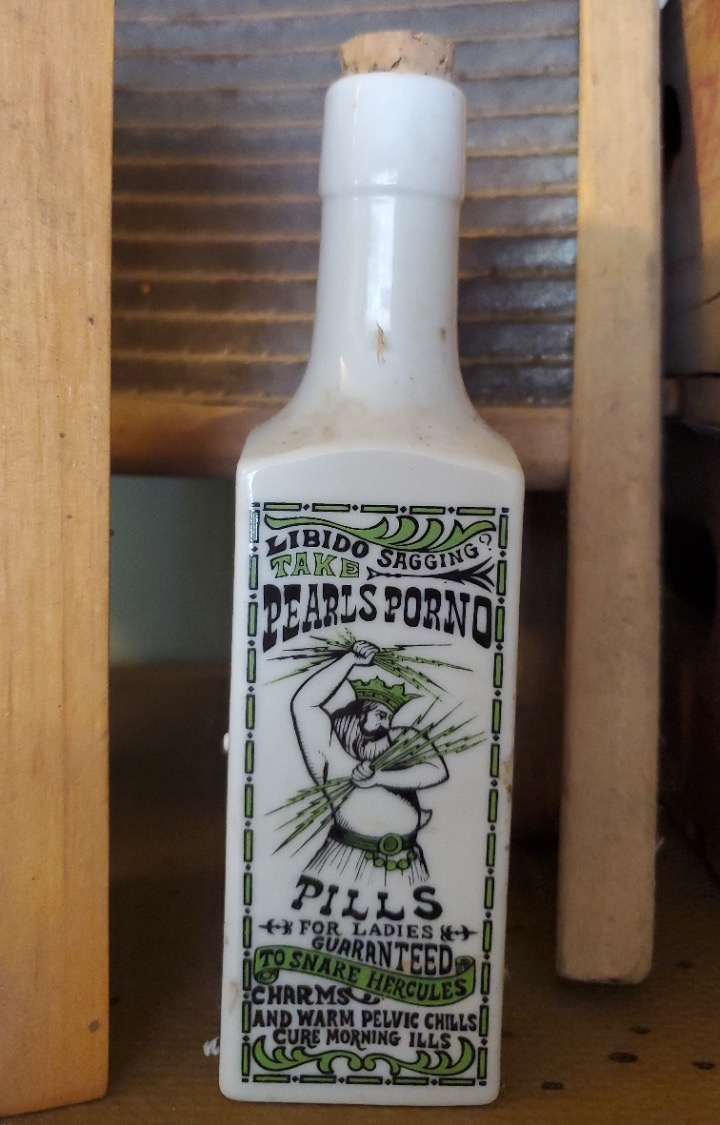 LIBIDO SAGGING?
TAKE
PEARLS PORNO
PILLS
FOR LADIES
GUARANTEED
TO SNARE HERCULES
CHARMS
AND WARM PELVIC CHILLS
CURE MORNING ILLS